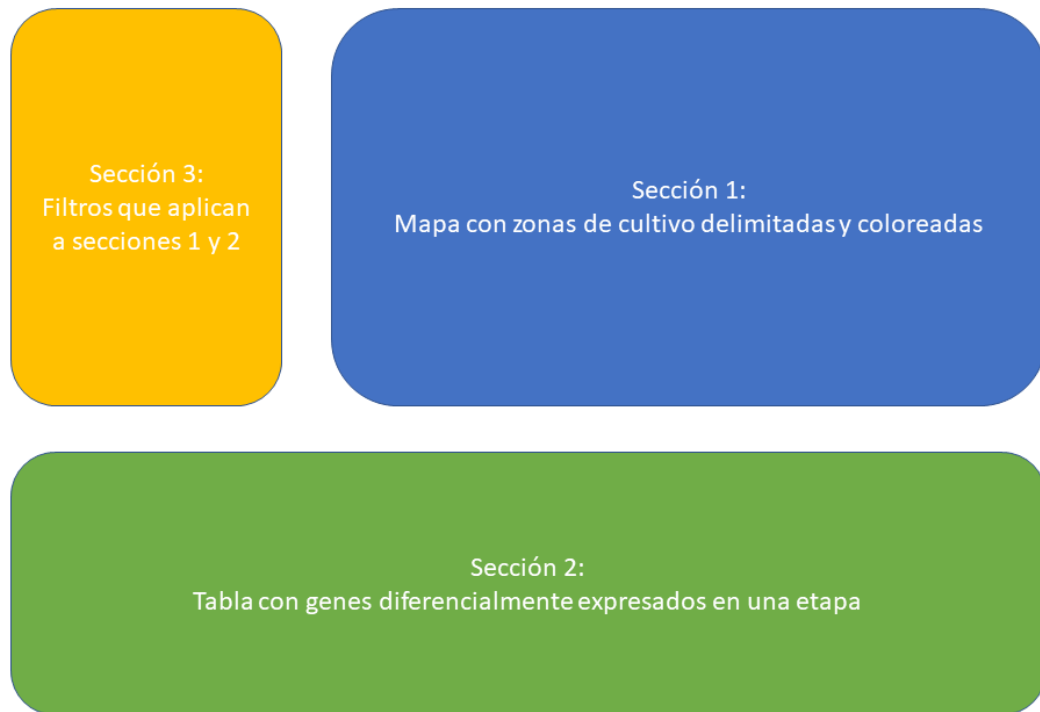 Sección 3:
Filtros que aplican
a secciones 1 y 2
Sección 1:
Mapa con zonas de cultivo delimitadas y coloreadas
Sección 2:
Tabla con genes diferencialmente expresados en una etapa